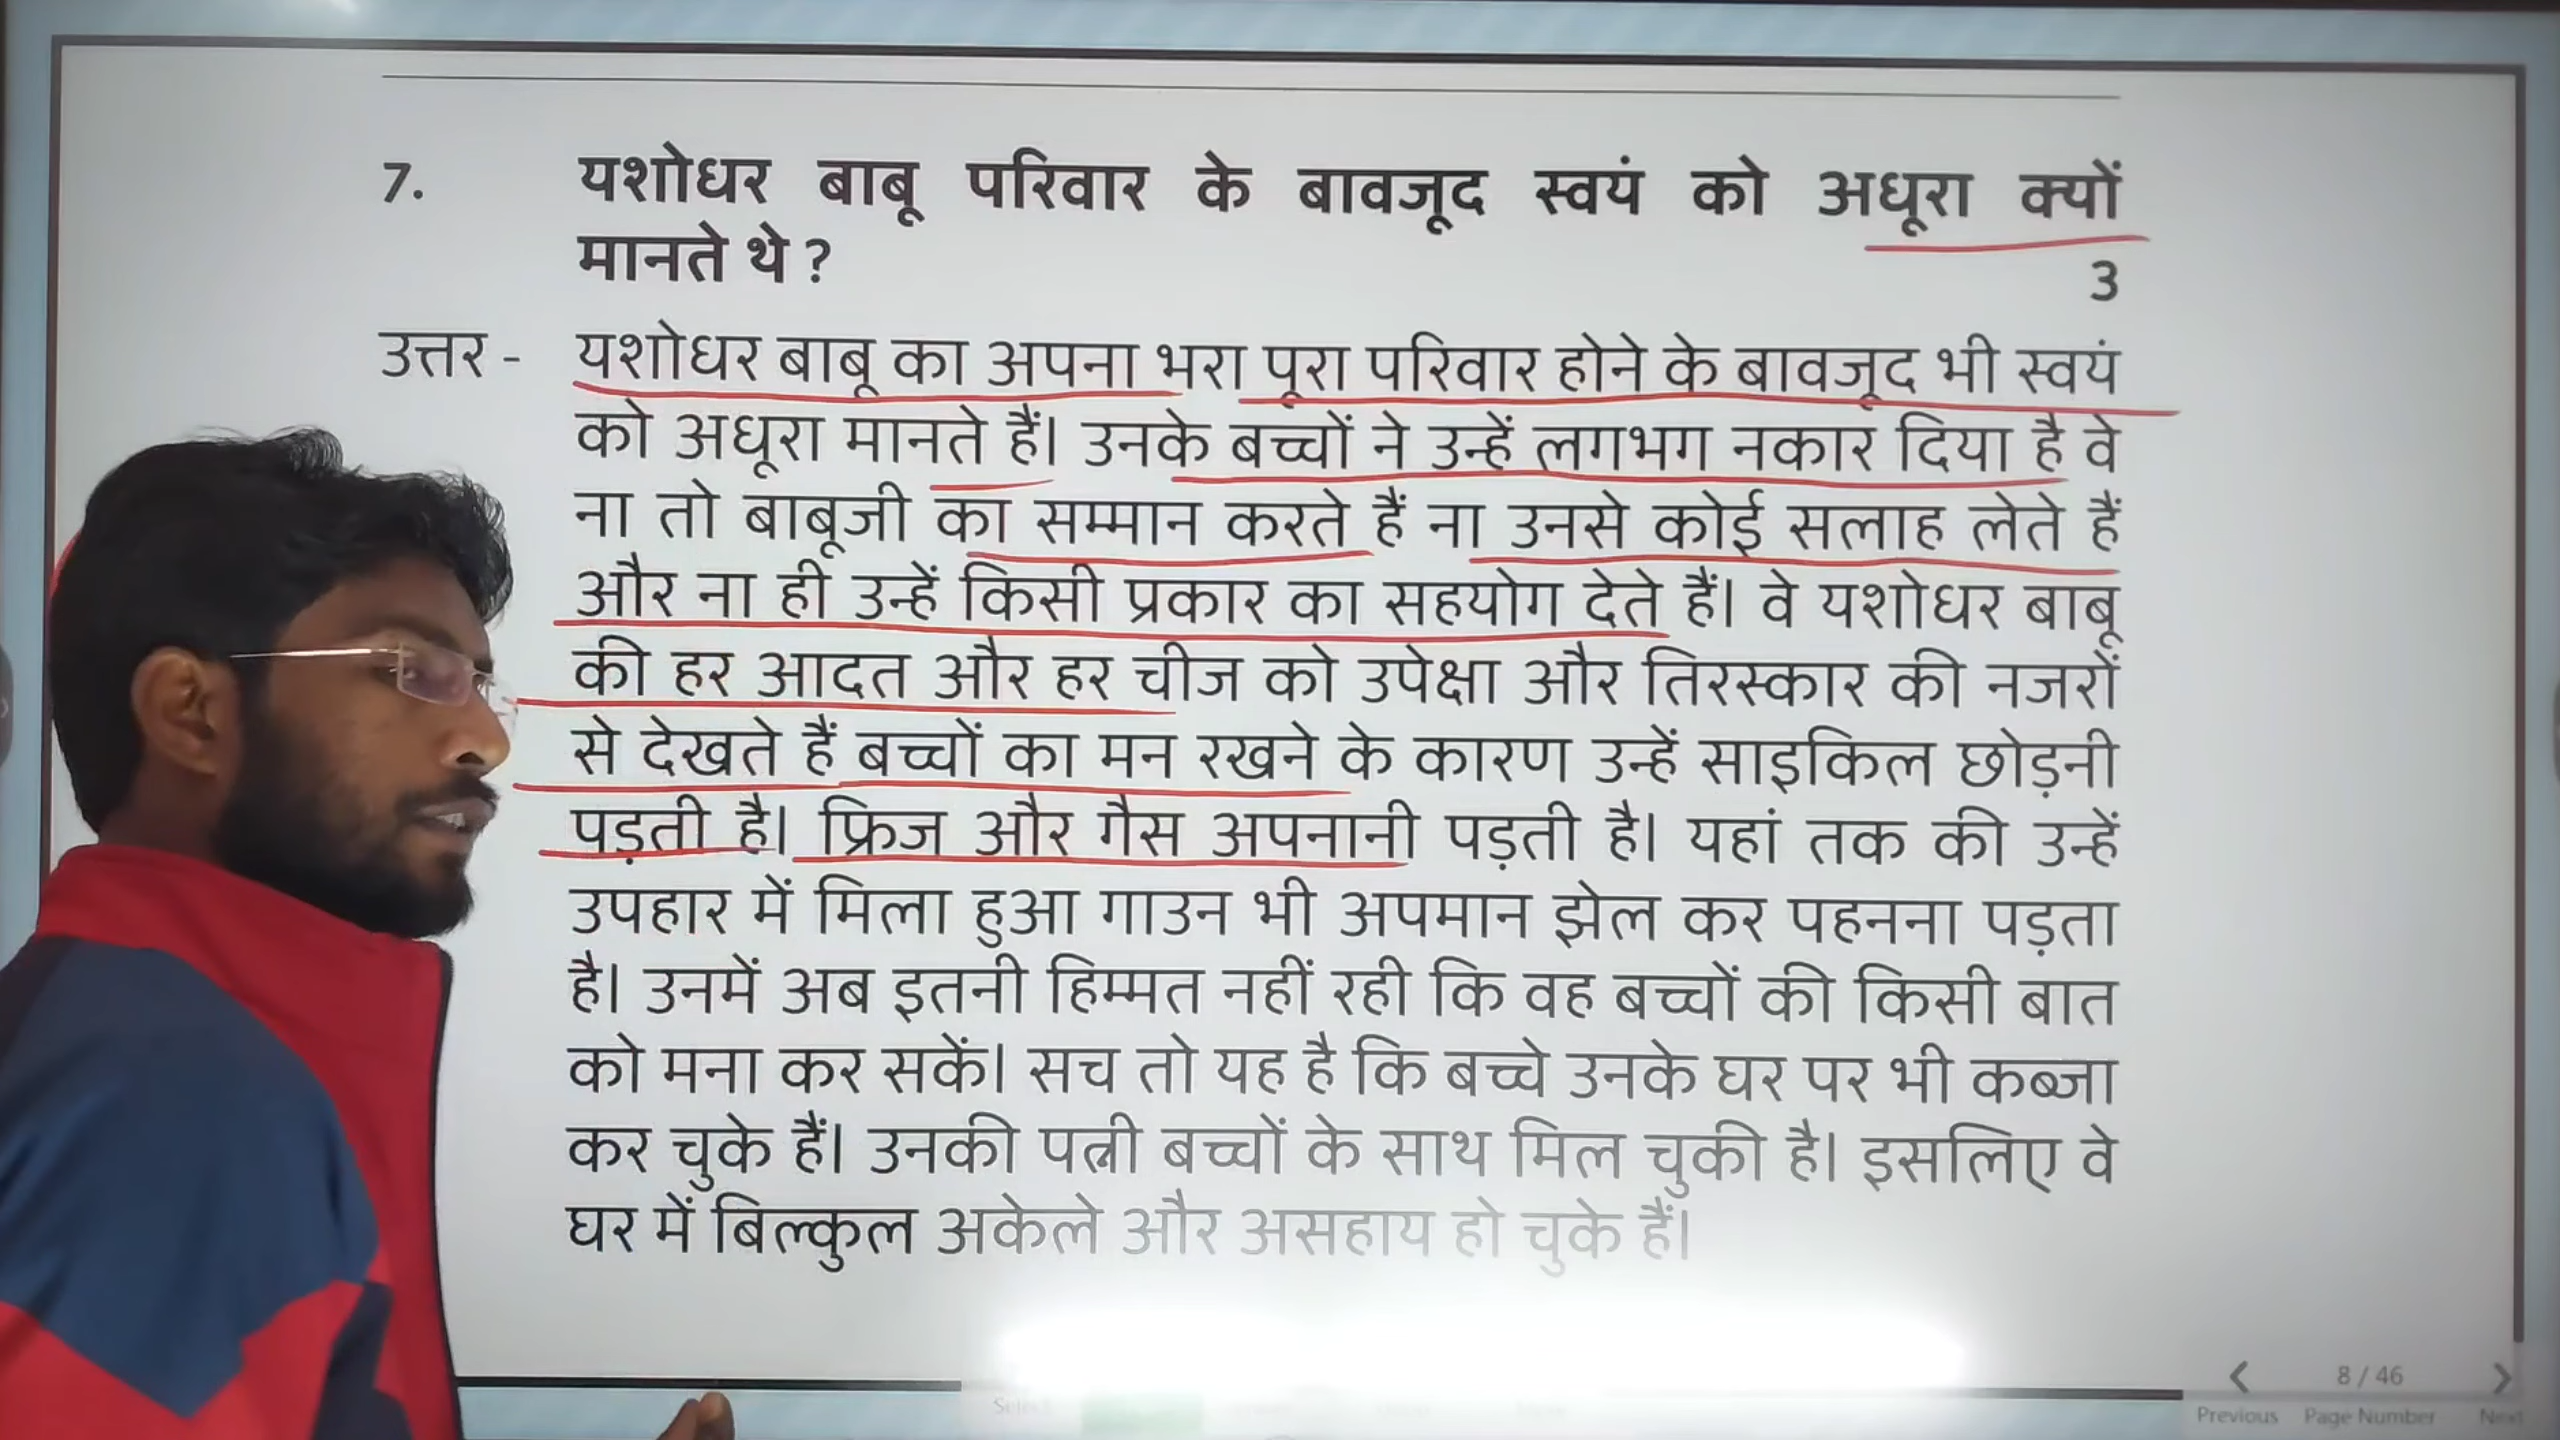 7. यशोधर बाबू परिवार के बावजूद स्वयं को अधूरा क्यों
मानते थे ?
3
उत्तर - यशोधर बाबू का अपना भरा पूरा परिवार होने के बावजूद भी स्वयं
को अधूरा मानते हैं। उनके बच्चों ने उन्हें लगभग नकार दिया है वे
ना तो बाबूजी का सम्मान करते हैं ना उनसे कोई सलाह लेते हैं
और ना ही उन्हें किसी प्रकार का सहयोग देते हैं। वे यशोधर बाबू
की हर आदत और हर चीज को उपेक्षा और तिरस्कार की नजरों
से देखते हैं बच्चों का मन रखने के कारण उन्हें साइकिल छोड़नी
पड़ती है। फ्रिज और गैस अपनानी पड़ती है। यहां तक की उन्हें
उपहार में मिला हुआ गाउन भी अपमान झेल कर पहनना पड़ता
है। उनमें अब इतनी हिम्मत नहीं रही कि वह बच्चों की किसी बात
को मना कर सकें। सच तो यह है कि बच्चे उनके घर पर भी कब्जा
कर चुके हैं। उनकी पत्नी बच्चों के साथ मिल चुकी है। इसलिए वे
घर में बिल्कुल अकेले और असहाय हो चुके हैं।
8 / 46
Select
Previous Page Number Next